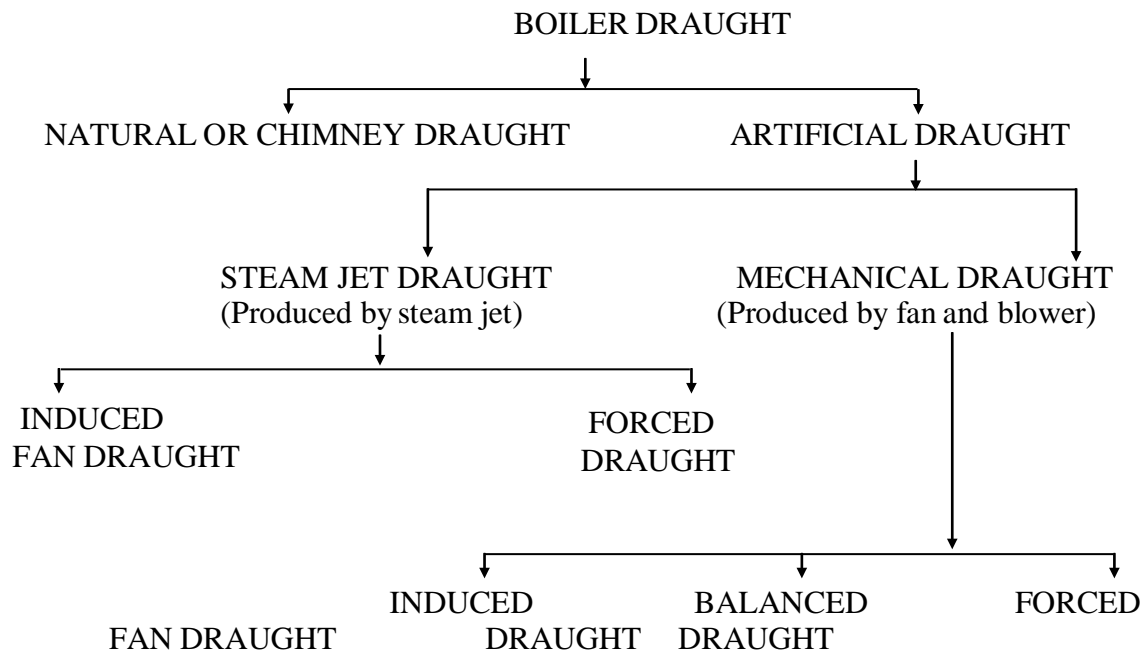 BOILER DRAUGHT
NATURAL OR CHIMNEY DRAUGHT
ARTIFICIAL DRAUGHT
STEAM JET DRAUGHT
(Produced by steam jet)
MECHANICAL DRAUGHT
(Produced by fan and blower)
INDUCED
FAN DRAUGHT
FORCED
DRAUGHT
INDUCED BALANCED FORCED
FAN DRAUGHT DRAUGHT DRAUGHT